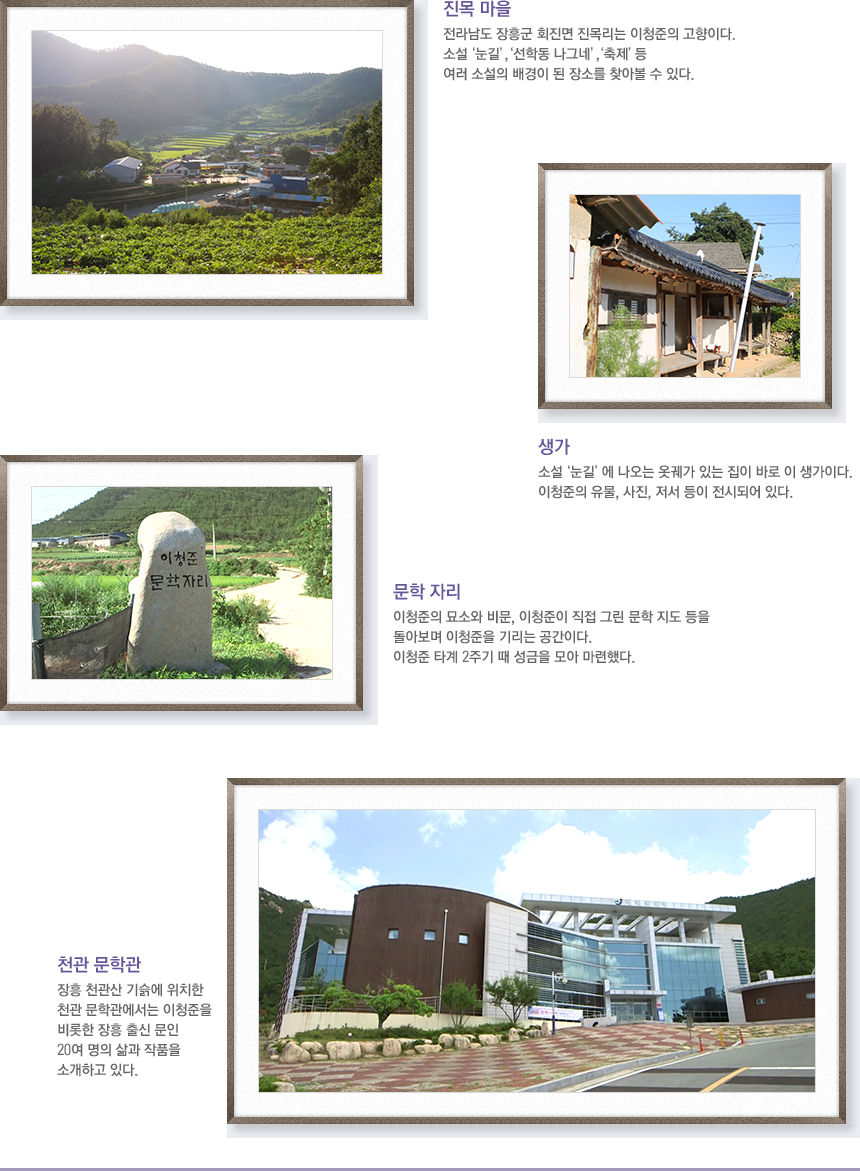 진목 마을
전라남도 장흥군 회진면 진목리는 이청준의 고향이다.
소설 ‘눈길’, ‘선학동 나그네’, ‘축제’ 등
여러 소설의 배경이 된 장소를 찾아볼 수 있다.
생가
소설 ‘눈길’ 에 나오는 옷궤가 있는 집이 바로 이 생가이다.
이청준의 유물, 사진, 저서 등이 전시되어 있다.
이청준
문학자리
문학 자리
이청준의 묘소와 비문, 이청준이 직접 그린 문학 지도 등을
돌아보며 이청준을 기리는 공간이다.
이청준 타계 2주기 때 성금을 모아 마련했다.
천관 문학관
장흥 천관산 기슭에 위치한
천관 문학관에서는 이청준을
비롯한 장흥 출신 문인
20여 명의 삶과 작품을
소개하고 있다.